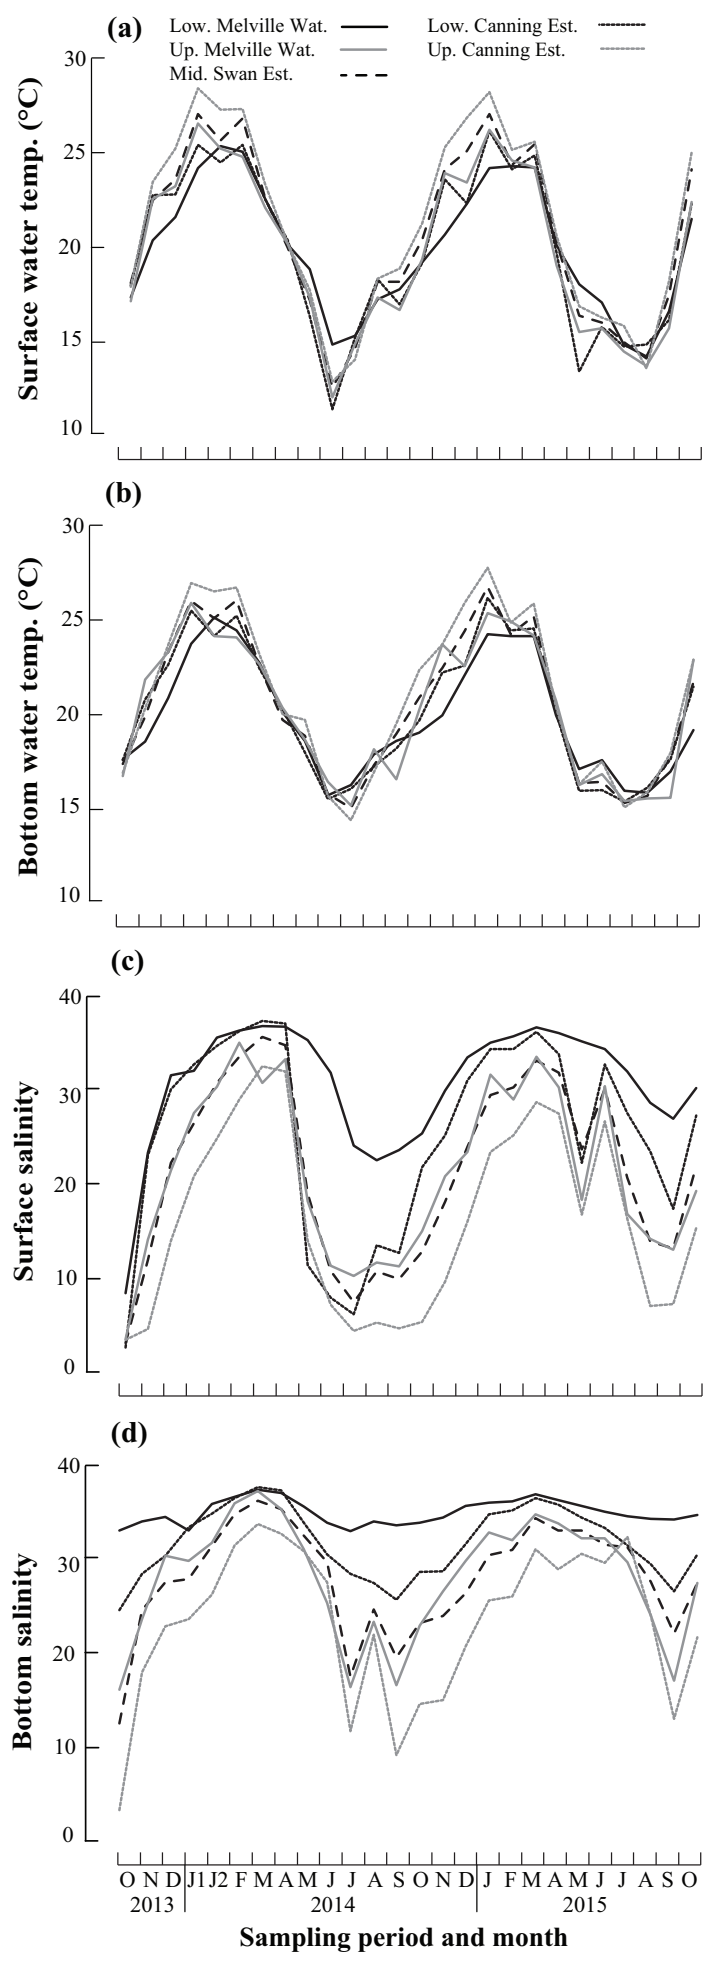 (a)
Low. Melville Wat.
Low. Canning Est.
Up. Melville Wat.
Up. Canning Est.
Mid. Swan Est.
Surface water temp. (°C)
30
25
20
15
10
(b)
Bottom water temp. (°C)
30
25
20
15
10
(c)
Surface salinity
40
30
20
10
0
(d)
Bottom salinity
40
30
20
10
0
O N D J1 J2 F M A M J J A S O N D J F M A M J J A S O
2013 2014 2015
Sampling period and month